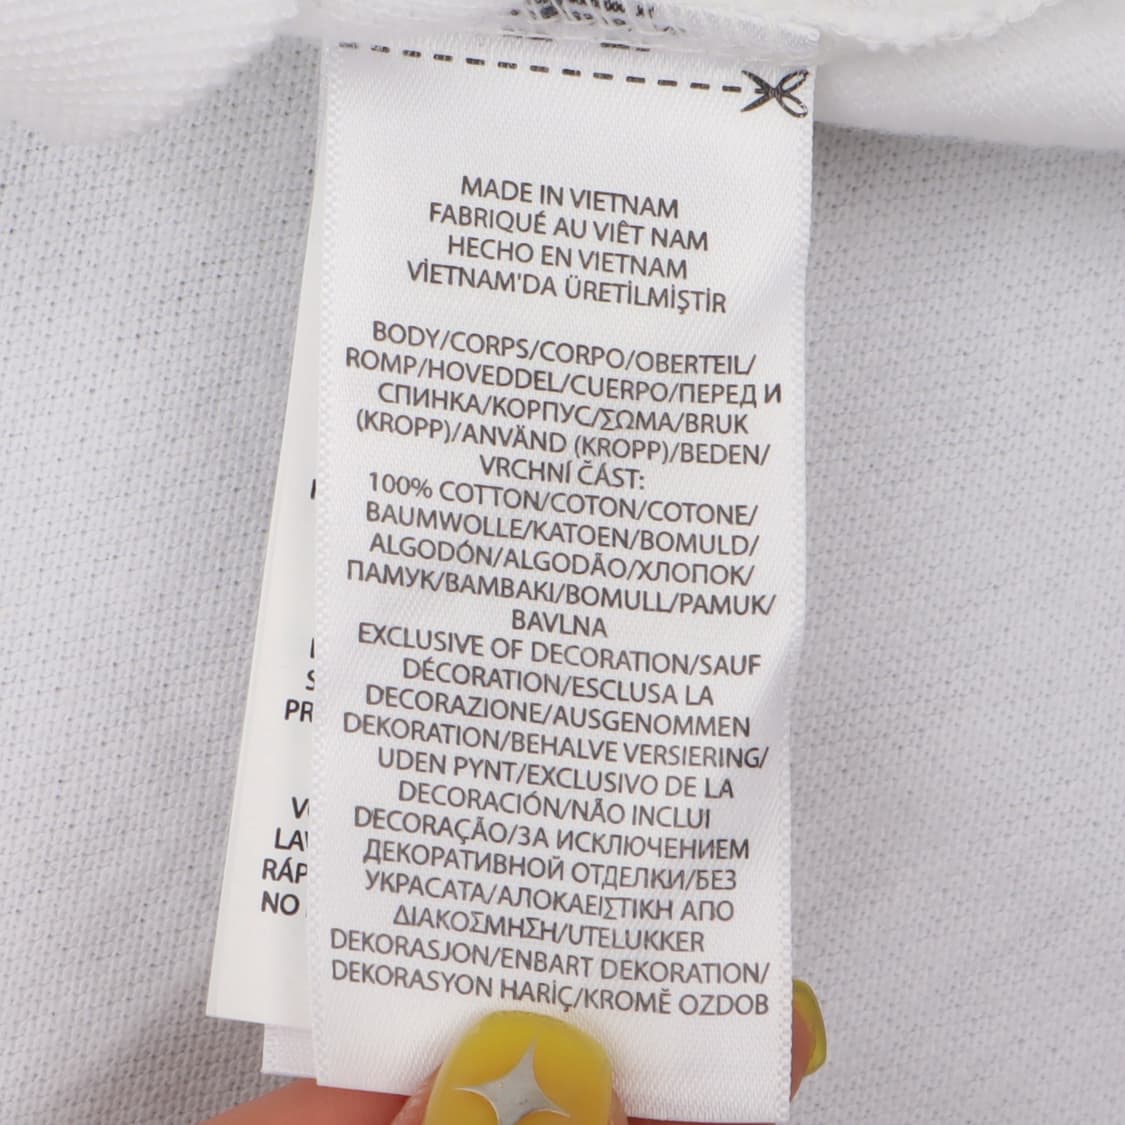 MADE IN VIETNAM
FABRIQUÉ AU VIÊT NAM
HECHO EN VIETNAM
VİETNAM'DA ÜRETİLMİŞTİR
BODY/CORPS/CORPO/OBERTEIL/
ROMP/HOVEDDEL/CUERPO/ПЕРЕД И
СПИНКА/КОРПУС/ΣΩΜΑ/BRUK
(KROPP)/ANVÄND (KROPP)/BEDEN/
VRCHNÍ ČÁST:
100% COTTON/COTON/COTONE/
BAUMWOLLE/KATOEN/BOMULD/
ALGODÓN/ALGODÃO/ХЛОПОК/
ПАМУК/BAMBAKI/BOMULL/PAMUK/
BAVLNA
EXCLUSIVE OF DECORATION/SAUF
DÉCORATION/ESCLUSA LA
DECORAZIONE/AUSGENOMMEN
DEKORATION/BEHALVE VERSIERING/
UDEN PYNT/EXCLUSIVO DE LA
DECORACIÓN/NÃO INCLUI
DECORAÇÃO/ЗА ИСКЛЮЧЕНИЕМ
ДЕКОРАТИВНОЙ ОТДЕЛКИ/БЕЗ
УКРАСАТА/ΑΠΟΚΑΕΙΣΤΙΚΗ ΑΠΟ
ΔΙΑΚΟΣΜΗΣΗ/UTELUKKER
DEKORASJON/ENBART DEKORATION/
DEKORASYON HARİÇ/KROMĚ OZDOB
PR
LAV
RÁP
NO